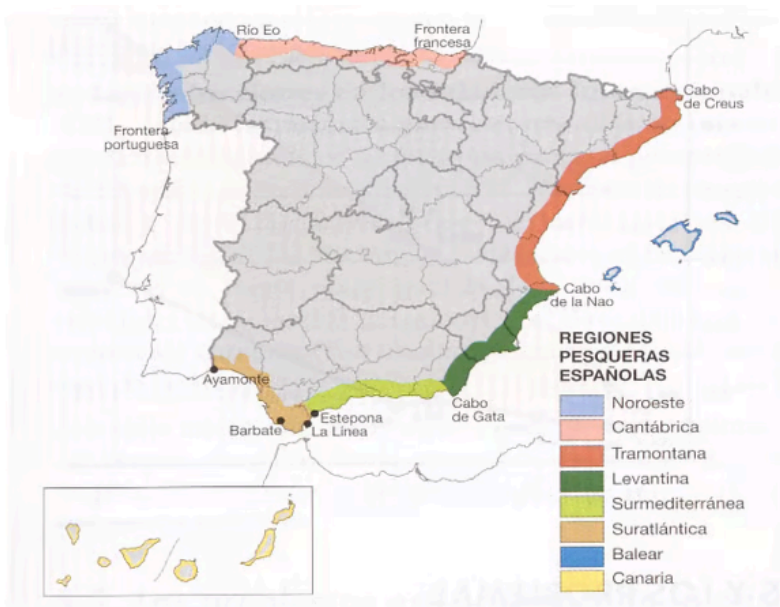 Río Eo
Frontera
francesa
Cabo
de Creus
Frontera
portuguesa
Cabo
de la Nao
REGIONES
PESQUERAS
ESPAÑOLAS
Noroeste
Cantábrica
Tramontana
Levantina
Surmediterránea
Suratlántica
Balear
Canaria
Ayamonte
Barbate
Estepona
La Línea
Cabo
de Gata